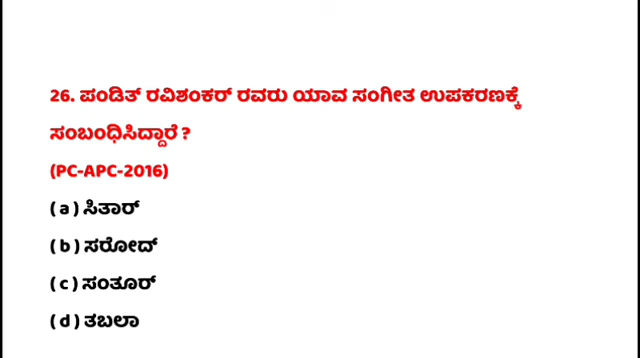 26. ಪಂಡಿತ್ ರವಿಶಂಕರ್ ರವರು ಯಾವ ಸಂಗೀತ ಉಪಕರಣಕ್ಕೆ
ಸಂಬಂಧಿಸಿದ್ದಾರೆ ?
(PC-APC-2016)
( a ) ಸಿತಾರ್
( b ) ಸರೋದ್
( c ) ಸಂತೂರ್
( d ) ತಬಲಾ